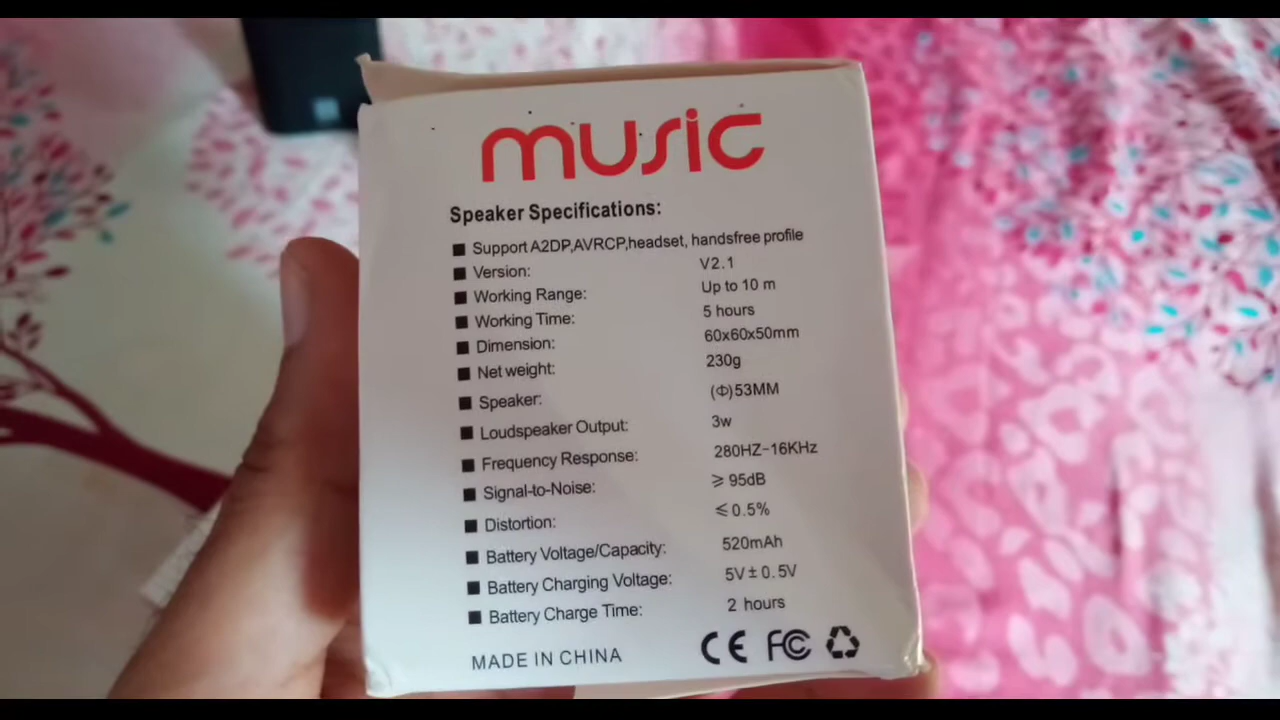 music
Speaker Specifications:
■ Support A2DP,AVRCP,headset, handsfree profile
■ Version: V2.1
■ Working Range: Up to 10 m
■ Working Time: 5 hours
■ Dimension: 60x60x50mm
■ Net weight: 230g
■ Speaker: (Φ)53MM
■ Loudspeaker Output: 3w
■ Frequency Response: 280HZ-16KHz
■ Signal-to-Noise: ⩾ 95dB
■ Distortion: ⩽0.5%
■ Battery Voltage/Capacity: 520mAh
■ Battery Charging Voltage: 5V±0.5V
■ Battery Charge Time: 2 hours
MADE IN CHINA CE FC